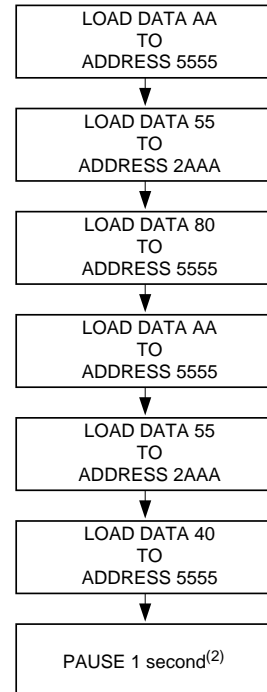 LOAD DATA AA
TO
ADDRESS 5555
LOAD DATA 55
TO
ADDRESS 2AAA
LOAD DATA 80
TO
ADDRESS 5555
LOAD DATA AA
TO
ADDRESS 5555
LOAD DATA 55
TO
ADDRESS 2AAA
LOAD DATA 40
TO
ADDRESS 5555
PAUSE 1 second(2)